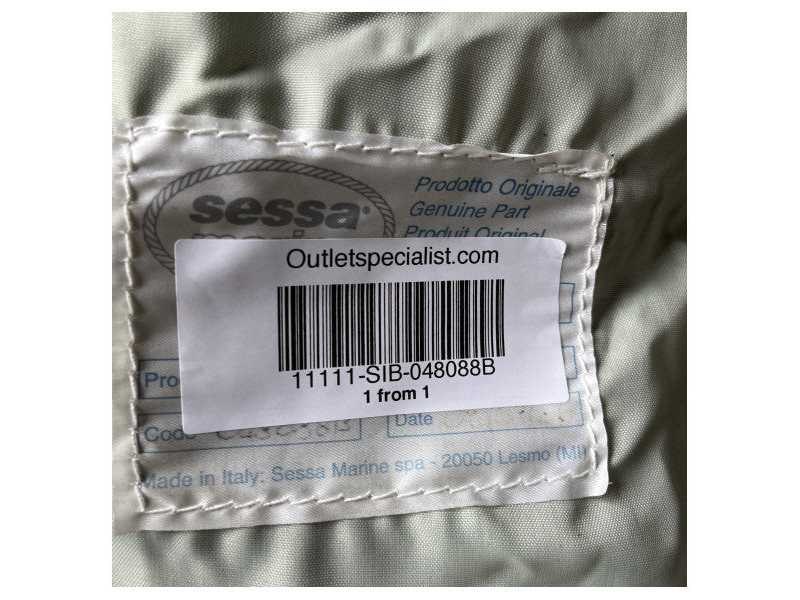 sessa
Prodotto Originale
Genuine Part
Produit Original
Outletspecialist.com
11111-SIB-048088B
1 from 1
Code
Date
Made in Italy: Sessa Marine spa - 20050 Lesmo (MI)